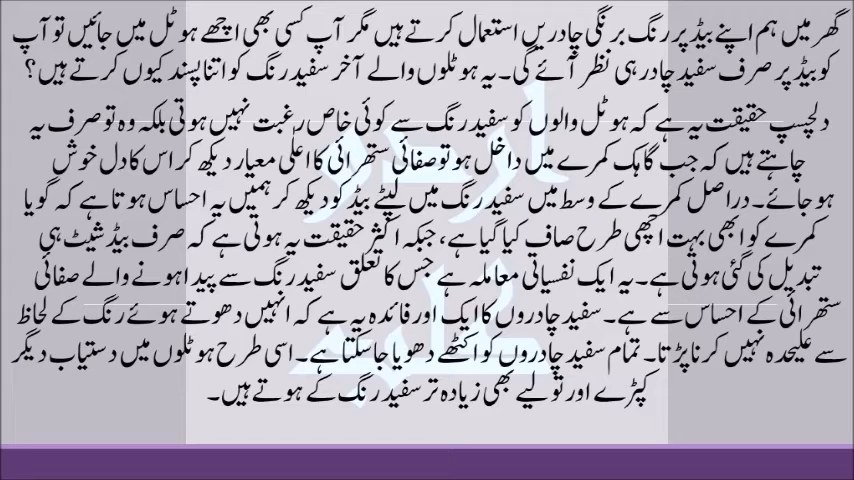 گھر میں ہم اپنے بیڈ پر رنگ برنگی چادریں استعمال کرتے ہیں مگر آپ کسی بھی اچھے ہوٹل میں جائیں تو آپ
کو بیڈ پر صرف سفید چادر ہی نظر آئے گی۔ یہ ہوٹلوں والے آخر سفید رنگ کو اتنا پسند کیوں کرتے ہیں؟
دلچسپ حقیقت یہ ہے کہ ہوٹل والوں کو سفید رنگ سے کوئی خاص رغبت نہیں ہوتی بلکہ وہ تو صرف یہ
چاہتے ہیں کہ جب گاہک کمرے میں داخل ہو تو صفائی ستھرائی کا اعلٰی معیار دیکھ کر اس کا دل خوش
ہو جائے۔ دراصل کمرے کے وسط میں سفید رنگ میں لپٹے بیڈ کو دیکھ کر ہمیں یہ احساس ہوتا ہے کہ گویا
کمرے کو ابھی بہت اچھی طرح صاف کیا گیا ہے، جبکہ اکثر حقیقت یہ ہوتی ہے کہ صرف بیڈ شیٹ ہی
تبدیل کی گئی ہوتی ہے۔ یہ ایک نفسیاتی معاملہ ہے جس کا تعلق سفید رنگ سے پیدا ہونے والے صفائی
ستھرائی کے احساس سے ہے۔ سفید چادروں کا ایک اور فائدہ یہ ہے کہ انہیں دھوتے ہوئے رنگ کے لحاظ
سے علیحدہ نہیں کرنا پڑتا۔ تمام سفید چادروں کو اکٹھے دھویا جا سکتا ہے۔ اسی طرح ہوٹلوں میں دستیاب دیگر
کپڑے اور تولیے بھی زیادہ تر سفید رنگ کے ہوتے ہیں۔